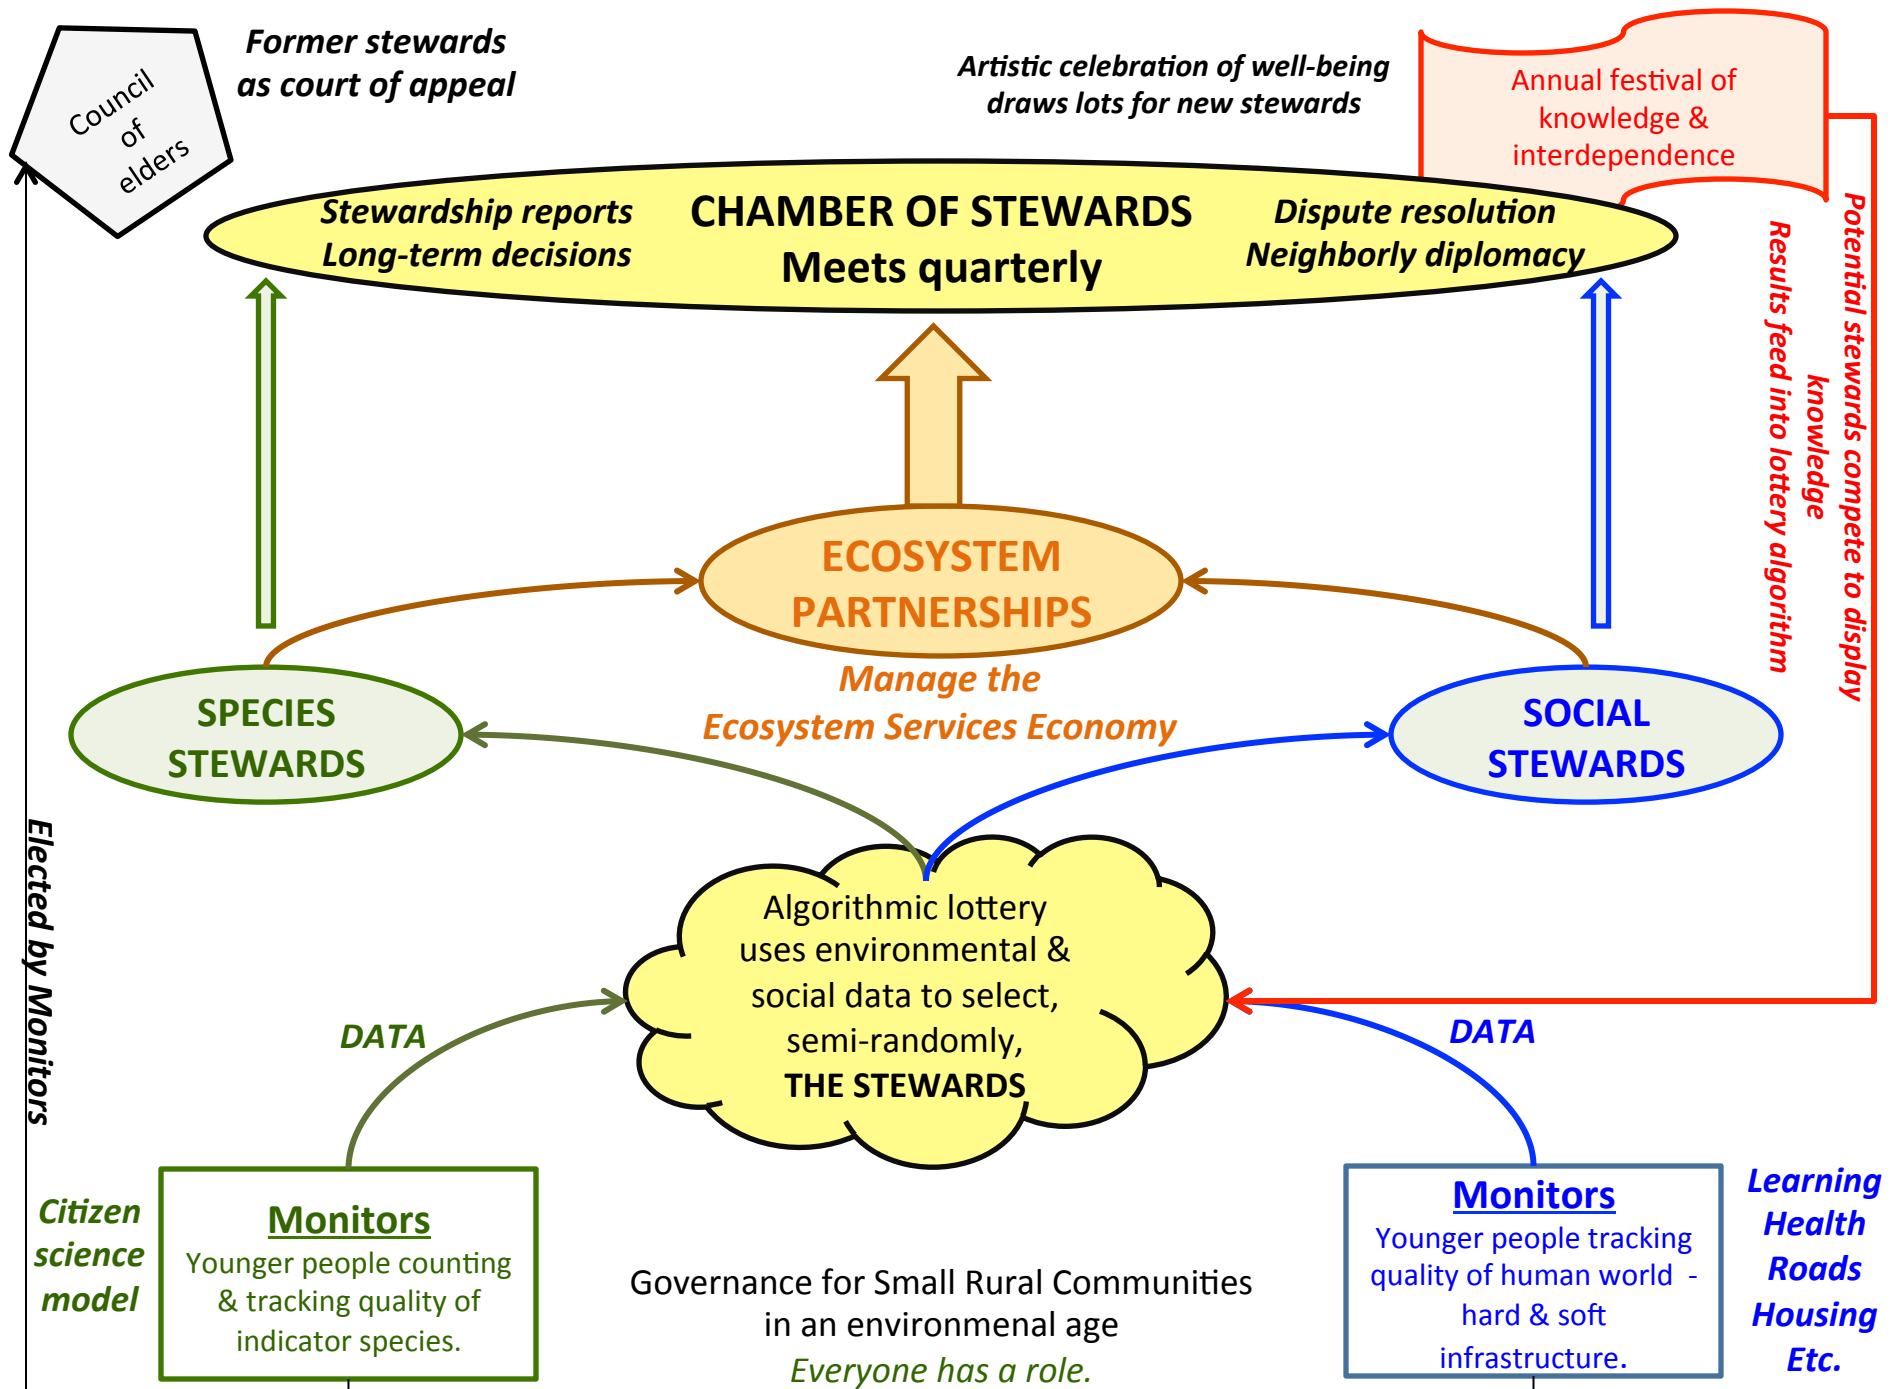 Council
of
elders
Former stewards
as court of appeal
Artistic celebration of well-being
draws lots for new stewards
Annual festival of
knowledge &
interdependence
Stewardship reports
Long-term decisions
CHAMBER OF STEWARDS
Meets quarterly
Dispute resolution
Neighborly diplomacy
Potential stewards compete to display
knowledge
Results feed into lottery algorithm
ECOSYSTEM
PARTNERSHIPS
Manage the
Ecosystem Services Economy
SPECIES
STEWARDS
SOCIAL
STEWARDS
Elected by Monitors
Algorithmic lottery
uses environmental &
social data to select,
semi-randomly,
THE STEWARDS
DATA
DATA
Citizen
science
model
Monitors
Younger people counting
& tracking quality of
indicator species.
Governance for Small Rural Communities
in an environmenal age
Everyone has a role.
Monitors
Younger people tracking
quality of human world -
hard & soft
infrastructure.
Learning
Health
Roads
Housing
Etc.